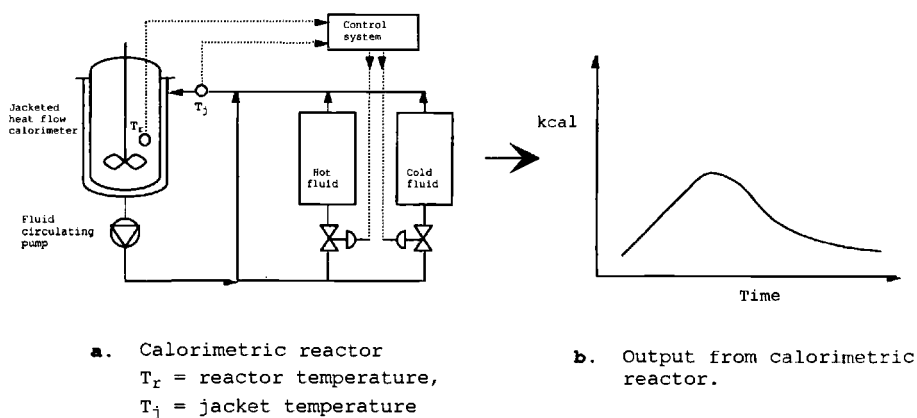 Control
system
Jacketed
heat flow
calorimeter
Tr
Tj
Hot
fluid
Cold
fluid
Fluid
circulating
pump
kcal
Time
a. Calorimetric reactor
Tr = reactor temperature,
Tj = jacket temperature
b. Output from calorimetric
reactor.